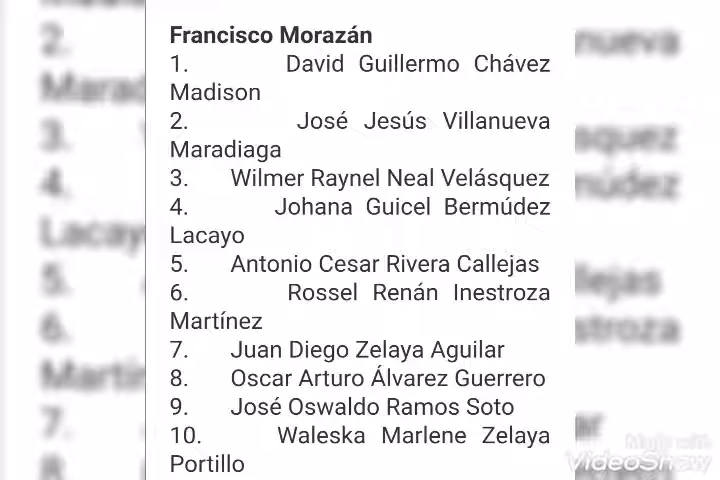 Francisco Morazán
1. David Guillermo Chávez
Madison
2. José Jesús Villanueva
Maradiaga
3. Wilmer Raynel Neal Velásquez
4. Johana Guicel Bermúdez
Lacayo
5. Antonio Cesar Rivera Callejas
6. Rossel Renán Inestroza
Martínez
7. Juan Diego Zelaya Aguilar
8. Oscar Arturo Álvarez Guerrero
9. José Oswaldo Ramos Soto
10. Waleska Marlene Zelaya
Portillo
Made with
VideoShow